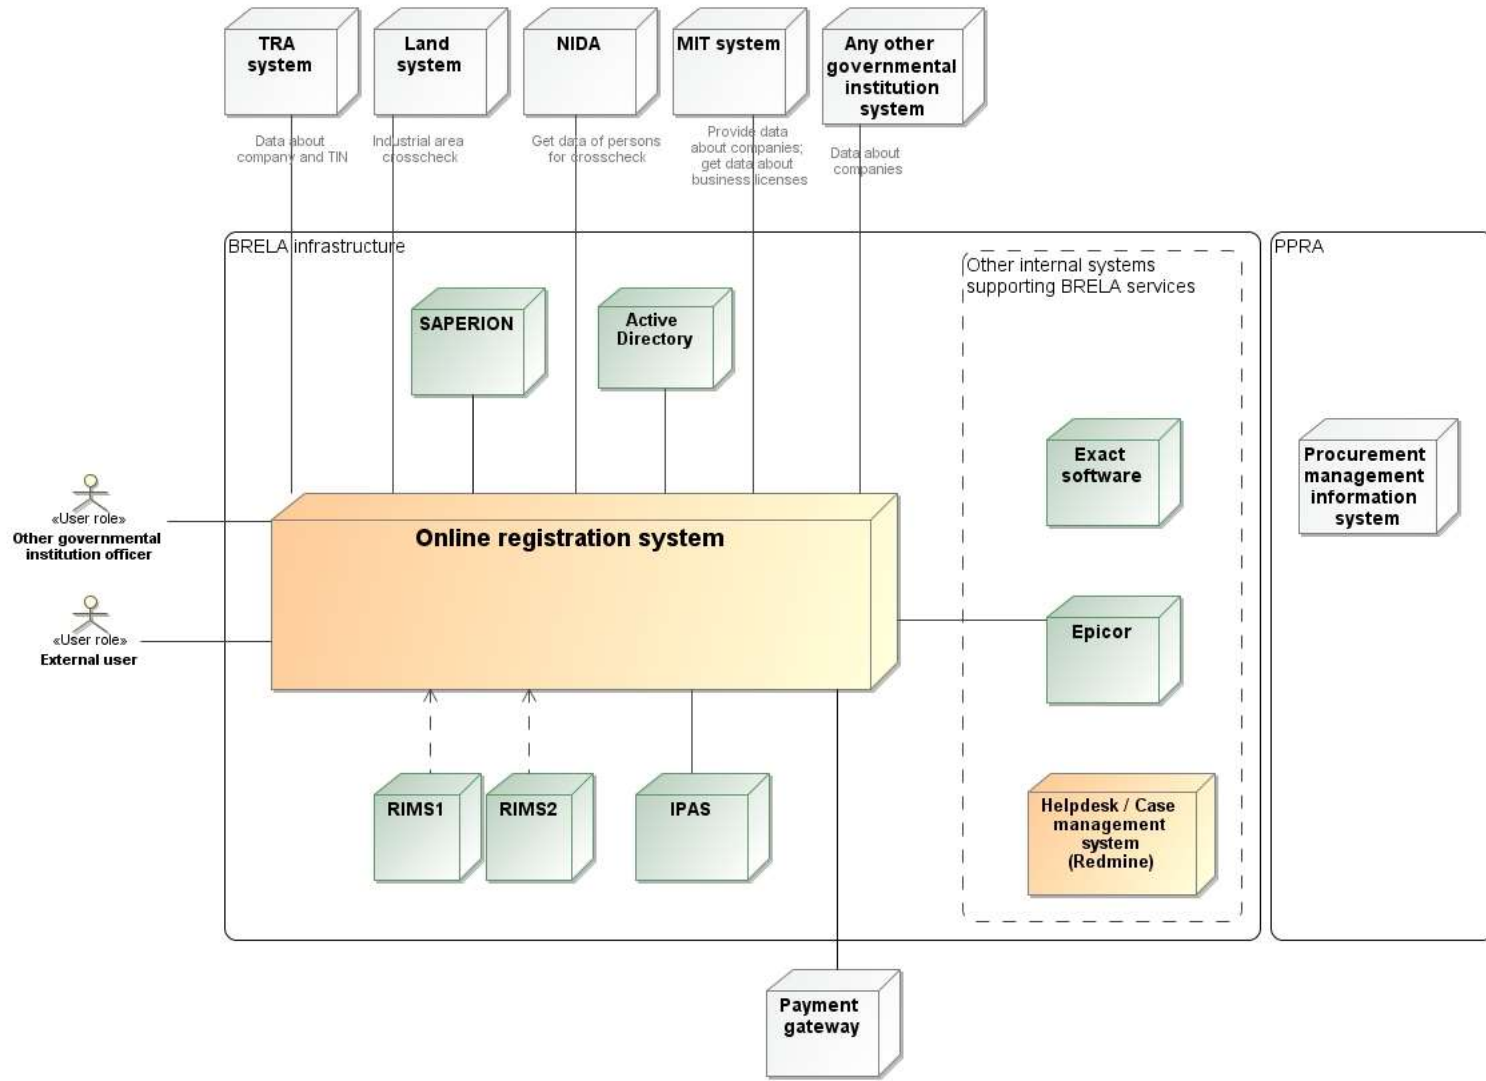 TRA
system
Land
system
NIDA
MIT system
Any other
governmental
institution
system
Data about
company and TIN
Industrial area
crosscheck
Get data of persons
for crosscheck
Provide data
about companies;
get data about
business licenses
Data about
companies
BRELA infrastructure
PPRA
Other internal systems
supporting BRELA services
SAPERION
Active
Directory
Exact
software
Procurement
management
information
system
«User role»
Other governmental
institution officer
Online registration system
«User role»
External user
Epicor
RIMS1
RIMS2
IPAS
Helpdesk / Case
management
system
(Redmine)
Payment
gateway